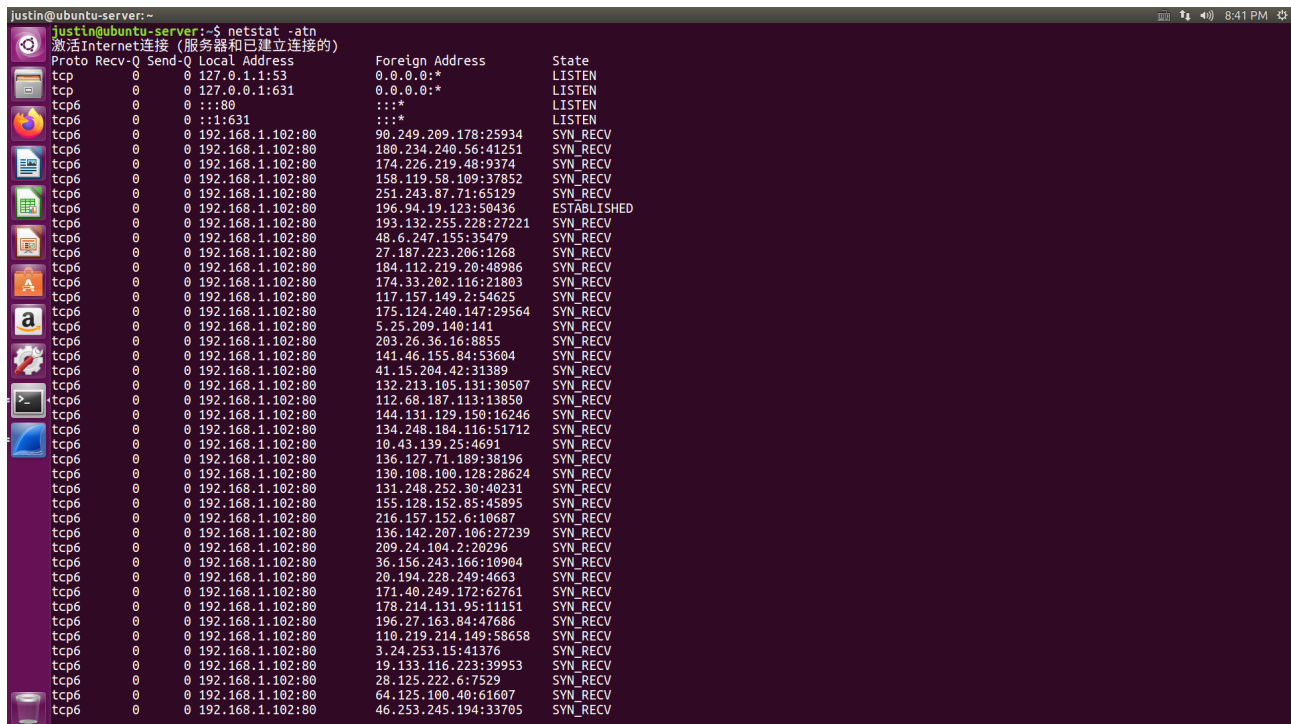 justin@ubuntu-server: ~
8:41 PM
justin@ubuntu-server:~$ netstat -atn
激活Internet连接 (服务器和已建立连接的)
Proto Recv-Q Send-Q Local Address Foreign Address State
tcp 0 0 127.0.1.1:53 0.0.0.0:* LISTEN
tcp 0 0 127.0.0.1:631 0.0.0.0:* LISTEN
tcp6 0 0 :::80 :::* LISTEN
tcp6 0 0 ::1:631 :::* LISTEN
tcp6 0 0 192.168.1.102:80 90.249.209.178:25934 SYN_RECV
tcp6 0 0 192.168.1.102:80 180.234.240.56:41251 SYN_RECV
tcp6 0 0 192.168.1.102:80 174.226.219.48:9374 SYN_RECV
tcp6 0 0 192.168.1.102:80 158.119.58.109:37852 SYN_RECV
tcp6 0 0 192.168.1.102:80 251.243.87.71:65129 SYN_RECV
tcp6 0 0 192.168.1.102:80 196.94.19.123:50436 ESTABLISHED
tcp6 0 0 192.168.1.102:80 193.132.255.228:27221 SYN_RECV
tcp6 0 0 192.168.1.102:80 48.6.247.155:35479 SYN_RECV
tcp6 0 0 192.168.1.102:80 27.187.223.206:1268 SYN_RECV
tcp6 0 0 192.168.1.102:80 184.112.219.20:48986 SYN_RECV
tcp6 0 0 192.168.1.102:80 174.33.202.116:21803 SYN_RECV
tcp6 0 0 192.168.1.102:80 117.157.149.2:54625 SYN_RECV
tcp6 0 0 192.168.1.102:80 175.124.240.147:29564 SYN_RECV
tcp6 0 0 192.168.1.102:80 5.25.209.140:141 SYN_RECV
tcp6 0 0 192.168.1.102:80 203.26.36.16:8855 SYN_RECV
tcp6 0 0 192.168.1.102:80 141.46.155.84:53604 SYN_RECV
tcp6 0 0 192.168.1.102:80 41.15.204.42:31389 SYN_RECV
tcp6 0 0 192.168.1.102:80 132.213.105.131:30507 SYN_RECV
tcp6 0 0 192.168.1.102:80 112.68.187.113:13850 SYN_RECV
tcp6 0 0 192.168.1.102:80 144.131.129.150:16246 SYN_RECV
tcp6 0 0 192.168.1.102:80 134.248.184.116:51712 SYN_RECV
tcp6 0 0 192.168.1.102:80 10.43.139.25:4691 SYN_RECV
tcp6 0 0 192.168.1.102:80 136.127.71.189:38196 SYN_RECV
tcp6 0 0 192.168.1.102:80 130.108.100.128:28624 SYN_RECV
tcp6 0 0 192.168.1.102:80 131.248.252.30:40231 SYN_RECV
tcp6 0 0 192.168.1.102:80 155.128.152.85:45895 SYN_RECV
tcp6 0 0 192.168.1.102:80 216.157.152.6:10687 SYN_RECV
tcp6 0 0 192.168.1.102:80 136.142.207.106:27239 SYN_RECV
tcp6 0 0 192.168.1.102:80 209.24.104.2:20296 SYN_RECV
tcp6 0 0 192.168.1.102:80 36.156.243.166:10904 SYN_RECV
tcp6 0 0 192.168.1.102:80 20.194.228.249:4663 SYN_RECV
tcp6 0 0 192.168.1.102:80 171.40.249.172:62761 SYN_RECV
tcp6 0 0 192.168.1.102:80 178.214.131.95:11151 SYN_RECV
tcp6 0 0 192.168.1.102:80 196.27.163.84:47686 SYN_RECV
tcp6 0 0 192.168.1.102:80 110.219.214.149:58658 SYN_RECV
tcp6 0 0 192.168.1.102:80 3.24.253.15:41376 SYN_RECV
tcp6 0 0 192.168.1.102:80 19.133.116.223:39953 SYN_RECV
tcp6 0 0 192.168.1.102:80 28.125.222.6:7529 SYN_RECV
tcp6 0 0 192.168.1.102:80 64.125.100.40:61607 SYN_RECV
tcp6 0 0 192.168.1.102:80 46.253.245.194:33705 SYN_RECV